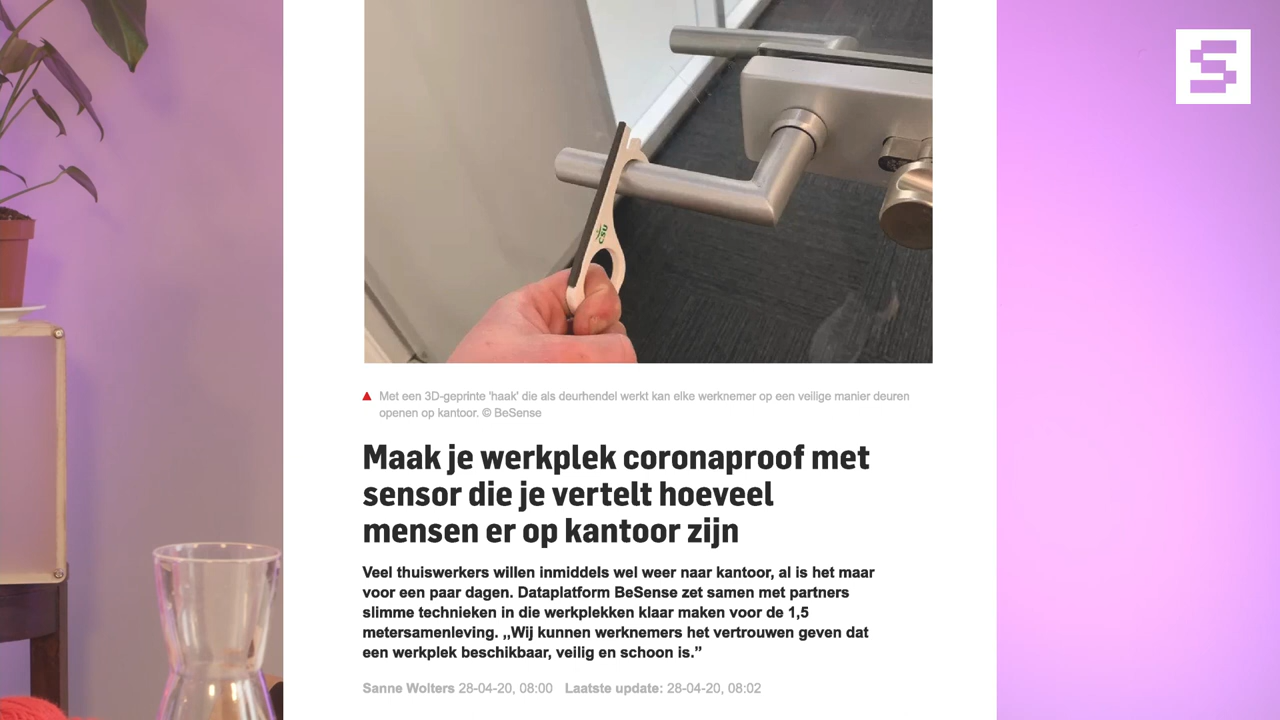 S
CSU
Met een 3D-geprinte 'haak' die als deurhendel werkt kan elke werknemer op een veilige manier deuren
openen op kantoor. © BeSense
Maak je werkplek coronaproof met
sensor die je vertelt hoeveel
mensen er op kantoor zijn
Veel thuiswerkers willen inmiddels wel weer naar kantoor, al is het maar
voor een paar dagen. Dataplatform BeSense zet samen met partners
slimme technieken in die werkplekken klaar maken voor de 1,5
metersamenleving. ,,Wij kunnen werknemers het vertrouwen geven dat
een werkplek beschikbaar, veilig en schoon is.”
Sanne Wolters 28-04-20, 08:00 Laatste update: 28-04-20, 08:02